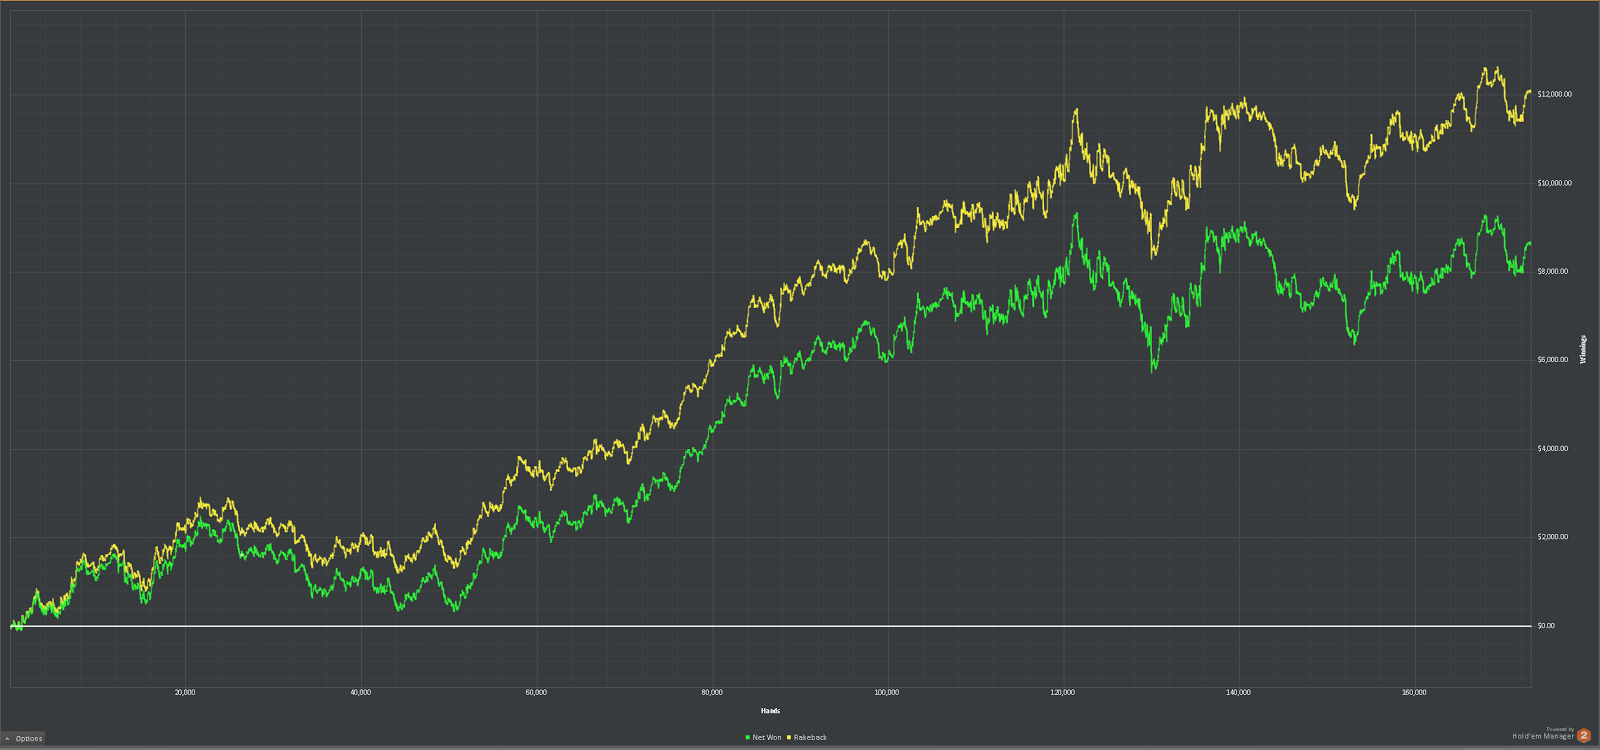 $12,000.00
$10,000.00
$8,000.00
$6,000.00
$4,000.00
$2,000.00
$0.00
Winnings
20,000
40,000
60,000
80,000
100,000
120,000
140,000
160,000
Hands
Net Won Rakeback
Options
Powered by
Hold'em Manager 2